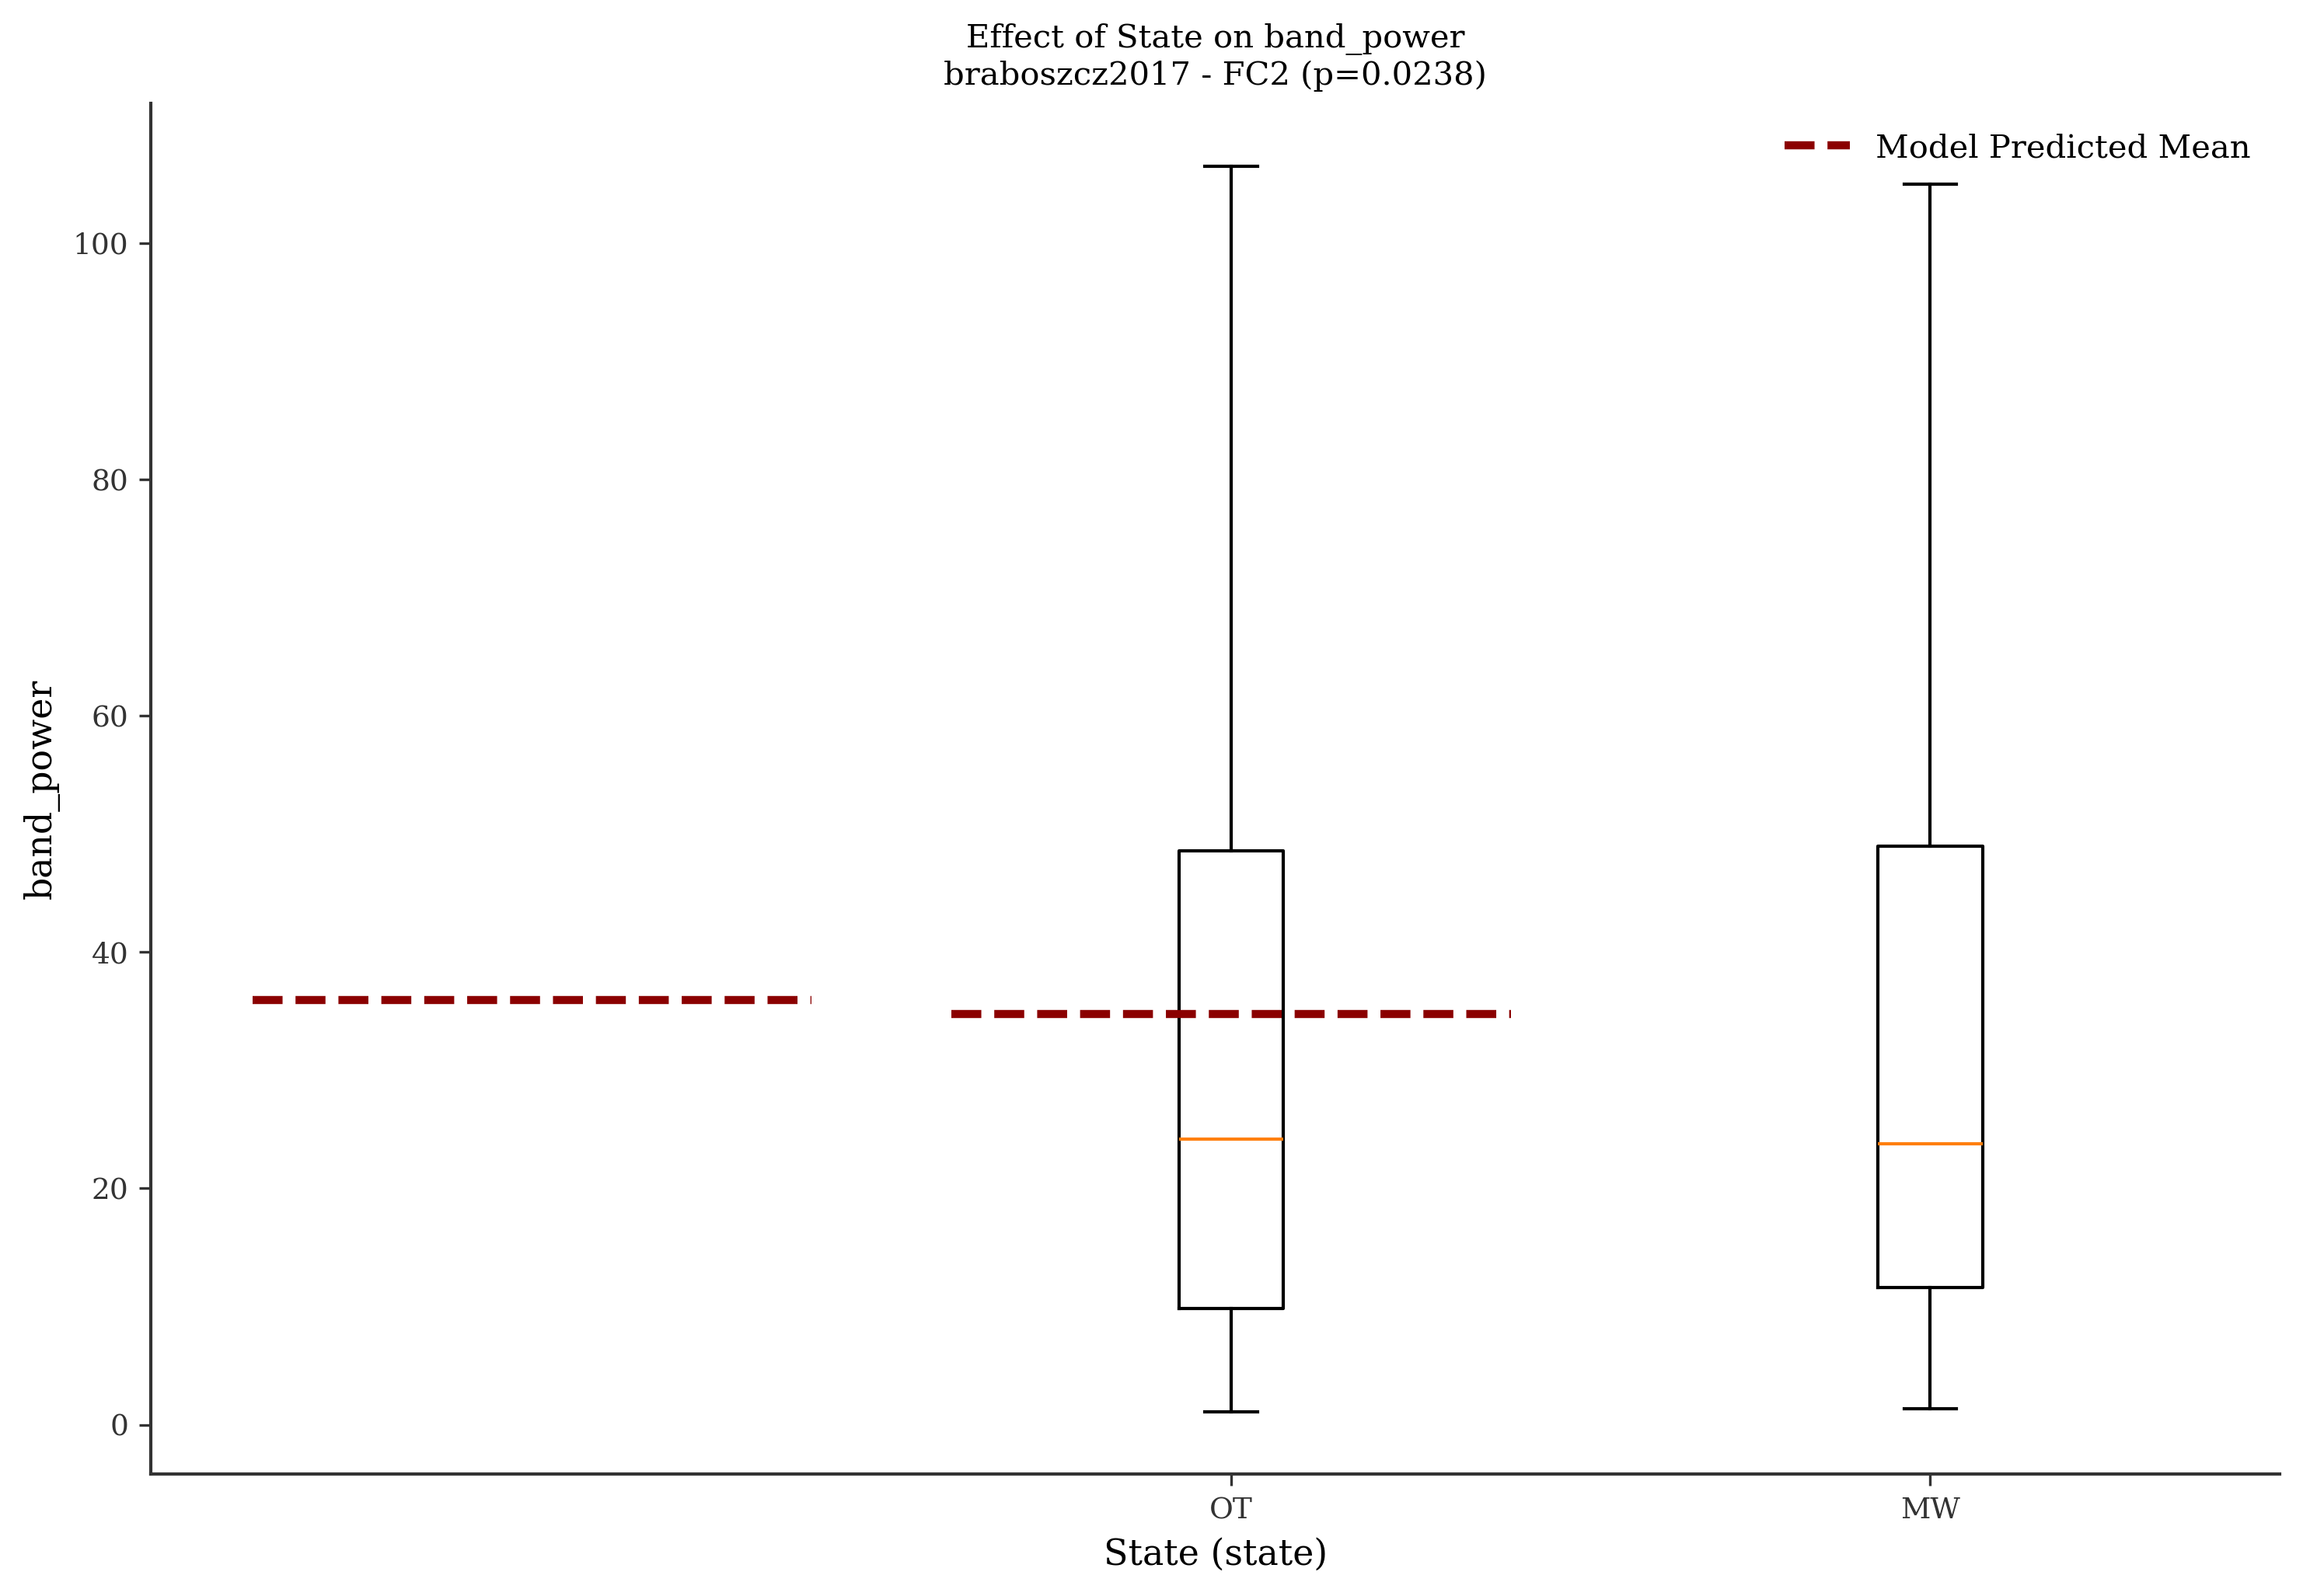 Effect of State on band_power
braboszcz2017 - FC2 (p=0.0238)
Model Predicted Mean
band_power
100
80
60
40
20
0
OT
MW
State (state)